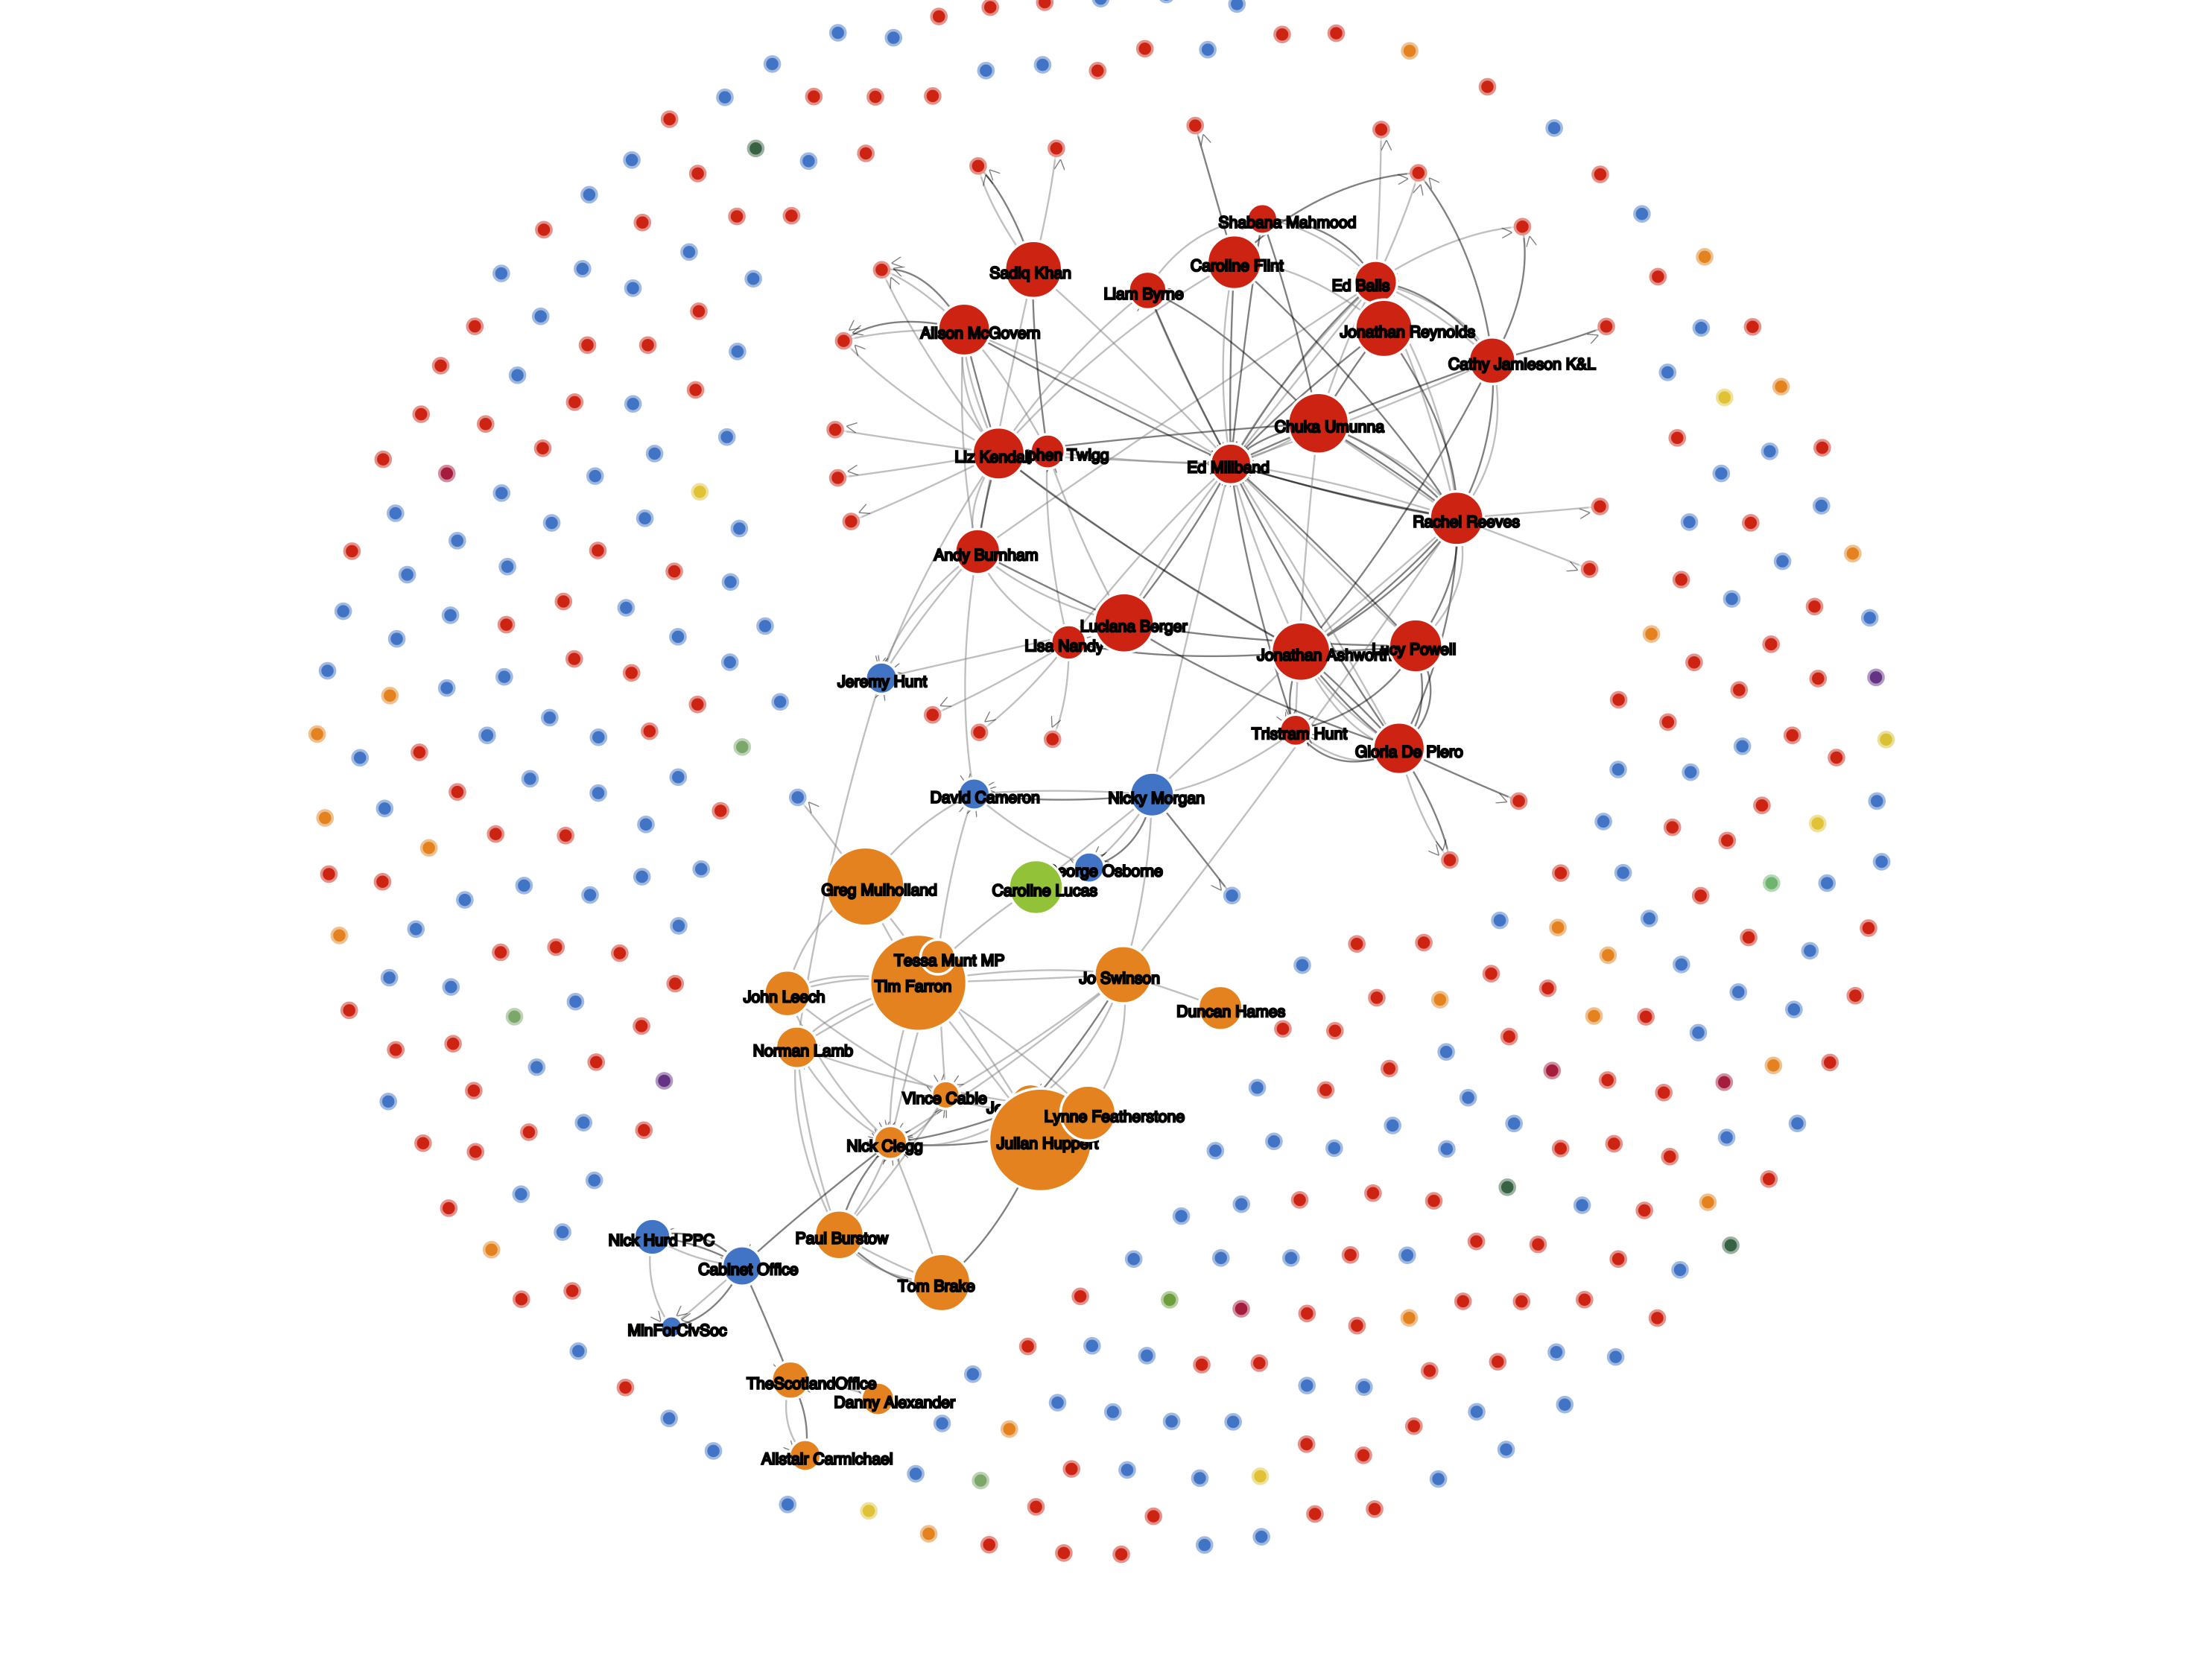 Shabana Mahmood
Caroline Flint
Sadiq Khan
Ed Balls
Liam Byrne
Alison McGovern
Jonathan Reynolds
Cathy Jamieson K&L
Chuka Umunna
Liz Kendall
phen Twigg
Ed Miliband
Rachel Reeves
Andy Burnham
Luciana Berger
Lisa Nandy
Jonathan Ashworth
Lucy Powell
Jeremy Hunt
Tristram Hunt
Gloria De Piero
David Cameron
Nicky Morgan
George Osborne
Greg Mulholland
Caroline Lucas
Tessa Munt MP
Jo Swinson
Tim Farron
John Leech
Duncan Hames
Norman Lamb
Vince Cable
Je
Lynne Featherstone
Nick Clegg
Julian Huppert
Paul Burstow
Nick Hurd PPC
Cabinet Office
Tom Brake
MinForCivSoc
TheScotlandOffice
Danny Alexander
Alistair Carmichael